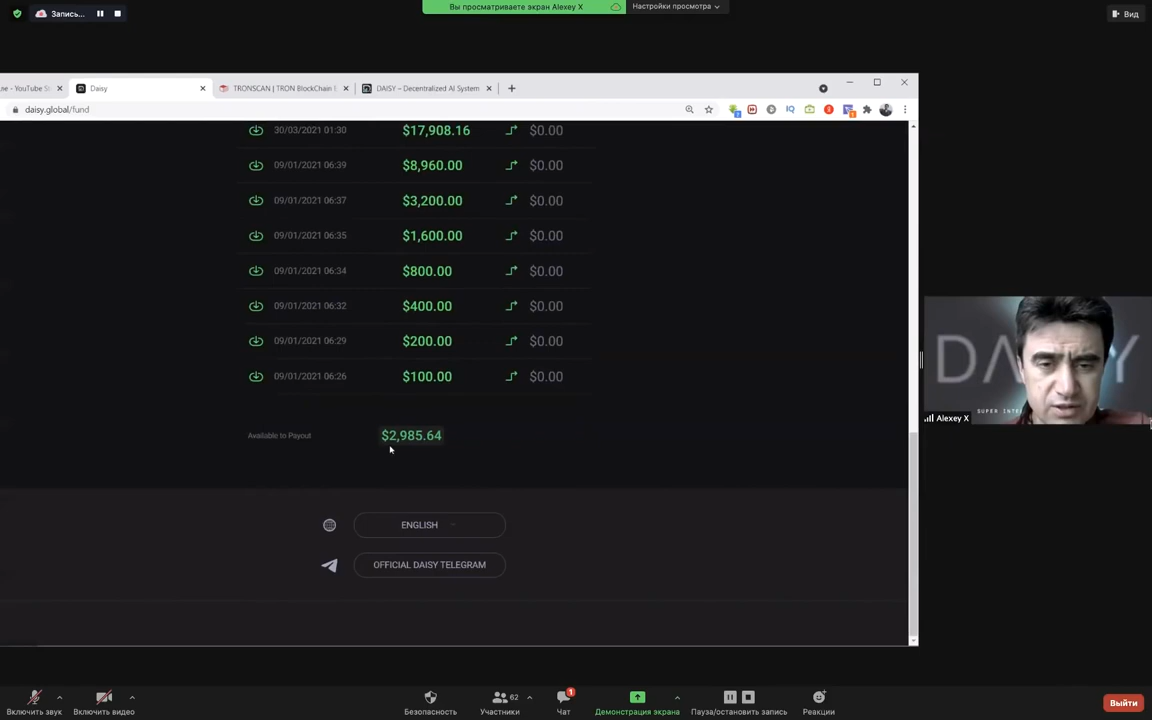 Запись...
Вы просматриваете экран Alexey X
Настройки просмотра
Вид
ле - YouTube St
Daisy
TRONSCAN | TRON BlockChain E
DAISY – Decentralized AI System
daisy.global/fund
30/03/2021 01:30 $17,908.16 $0.00
09/01/2021 06:39 $8,960.00 $0.00
09/01/2021 06:37 $3,200.00 $0.00
09/01/2021 06:35 $1,600.00 $0.00
09/01/2021 06:34 $800.00 $0.00
09/01/2021 06:32 $400.00 $0.00
09/01/2021 06:29 $200.00 $0.00
09/01/2021 06:26 $100.00 $0.00
Available to Payout $2,985.64
ENGLISH
OFFICIAL DAISY TELEGRAM
DA Y
SUPER INTE
Alexey X
Включить звук
Включить видео
Безопасность
62
Участники
1
Чат
Демонстрация экрана
Пауза/остановить запись
Реакции
Выйти